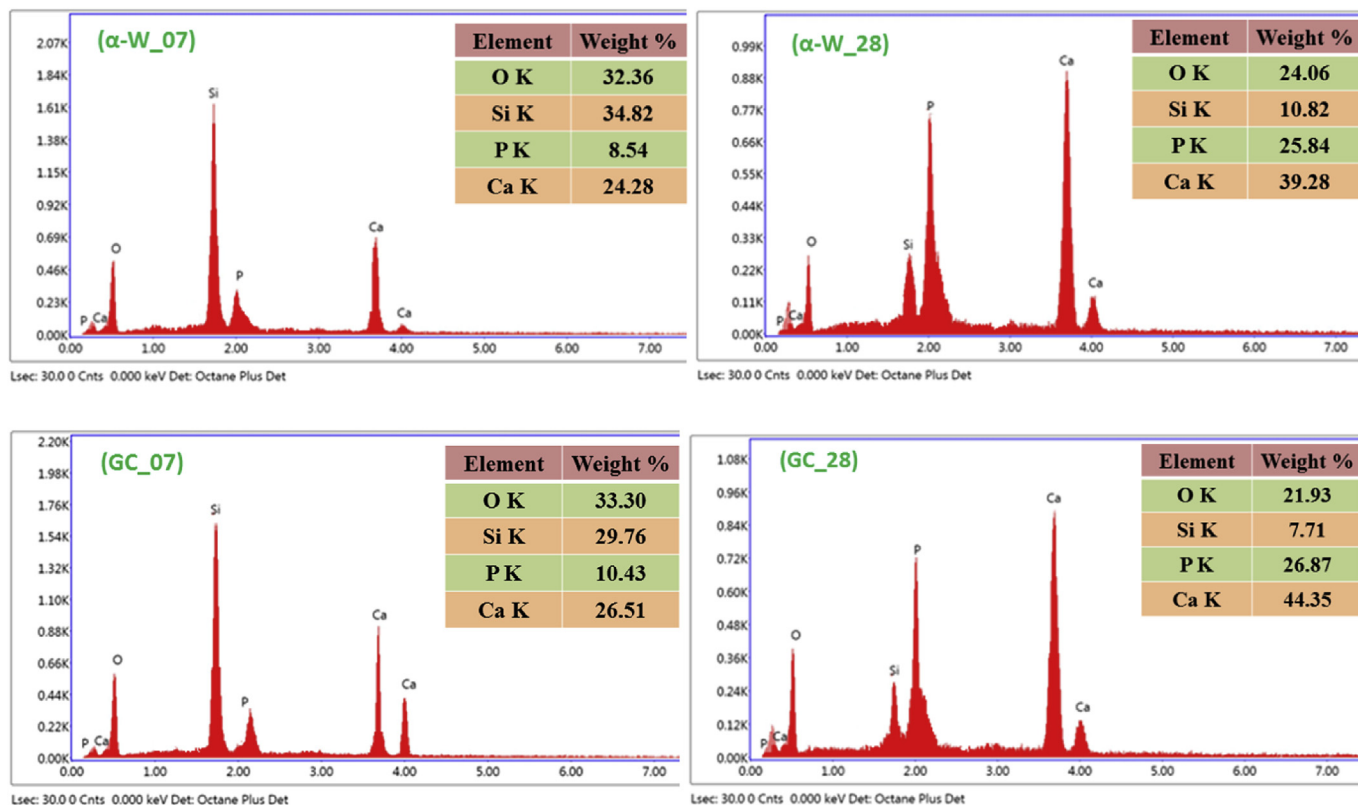 (α-W_07)
Element Weight %
O K 32.36
Si K 34.82
P K 8.54
Ca K 24.28
2.07K
1.84K
1.61K
1.38K
1.15K
0.92K
0.69K
0.46K
0.23K
0.00K
Si
O
P
Ca
Ca
P
Ca
0.00 1.00 2.00 3.00 4.00 5.00 6.00 7.00
Lsec: 30.0 0 Cnts 0.000 keV Det: Octane Plus Det
(α-W_28)
Element Weight %
O K 24.06
Si K 10.82
P K 25.84
Ca K 39.28
0.99K
0.88K
0.77K
0.66K
0.55K
0.44K
0.33K
0.22K
0.11K
0.00K
Ca
P
Si
O
Ca
P
Ca
0.00 1.00 2.00 3.00 4.00 5.00 6.00 7.00
Lsec: 30.0 0 Cnts 0.000 keV Det: Octane Plus Det
(GC_07)
Element Weight %
O K 33.30
Si K 29.76
P K 10.43
Ca K 26.51
2.20K
1.98K
1.76K
1.54K
1.32K
1.10K
0.88K
0.66K
0.44K
0.22K
0.00K
Si
Ca
O
Ca
P
P
Ca
0.00 1.00 2.00 3.00 4.00 5.00 6.00 7.00
Lsec: 30.0 0 Cnts 0.000 keV Det: Octane Plus Det
(GC_28)
Element Weight %
O K 21.93
Si K 7.71
P K 26.87
Ca K 44.35
1.08K
0.96K
0.84K
0.72K
0.60K
0.48K
0.36K
0.24K
0.12K
0.00K
Ca
P
O
Si
Ca
P
Ca
0.00 1.00 2.00 3.00 4.00 5.00 6.00 7.00
Lsec: 30.0 0 Cnts 0.000 keV Det: Octane Plus Det